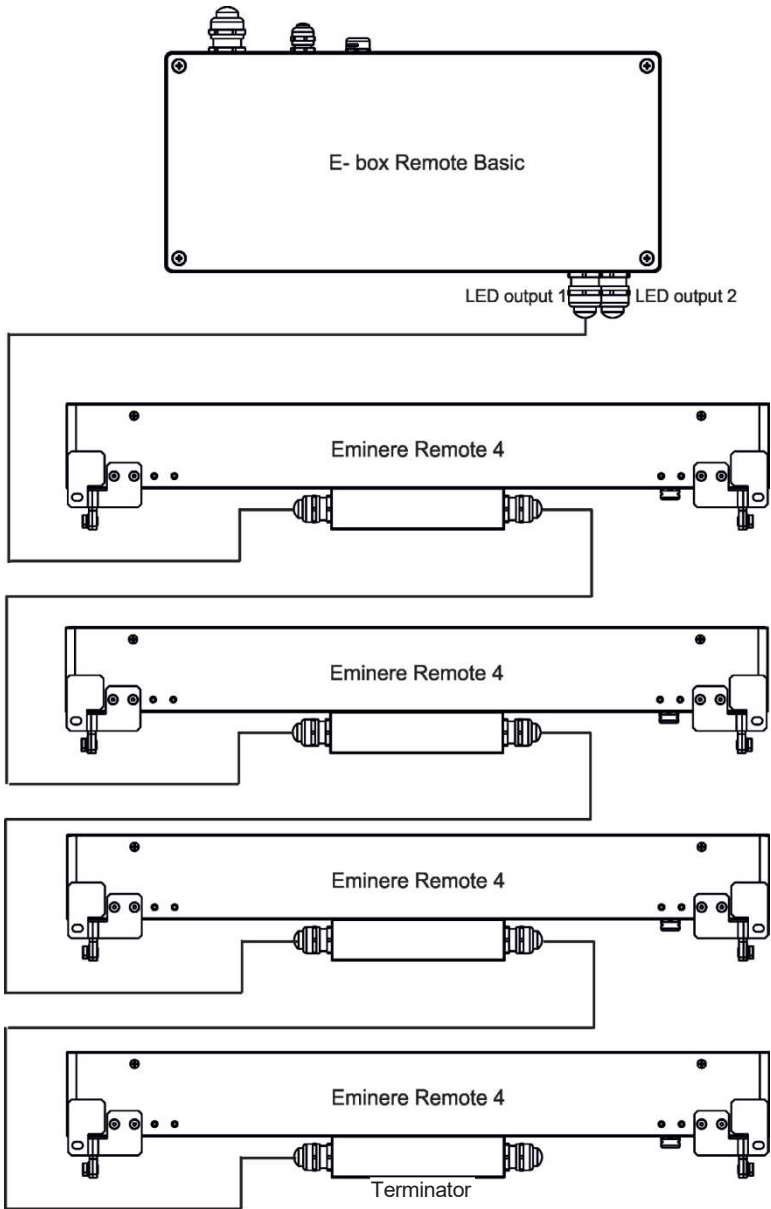 E- box Remote Basic
LED output 1 LED output 2
Eminere Remote 4
Eminere Remote 4
Eminere Remote 4
Eminere Remote 4
Terminator